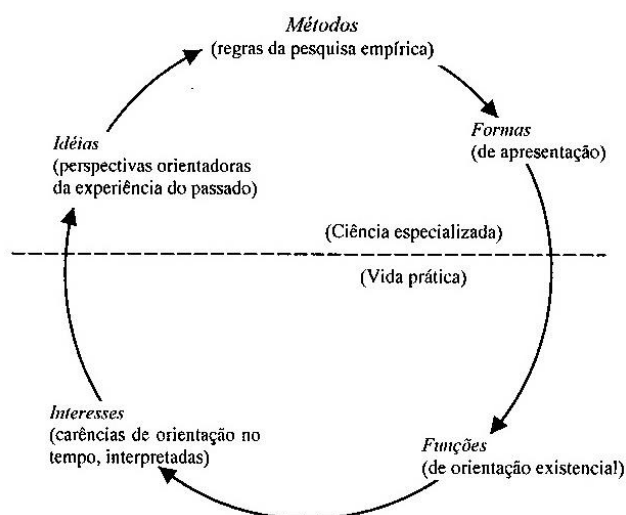 Métodos
(regras da pesquisa empírica)
Idéias
(perspectivas orientadoras
da experiência do passado)
Formas
(de apresentação)
(Ciência especializada)
(Vida prática)
Interesses
(carências de orientação no
tempo, interpretadas)
Funções
(de orientação existencial)